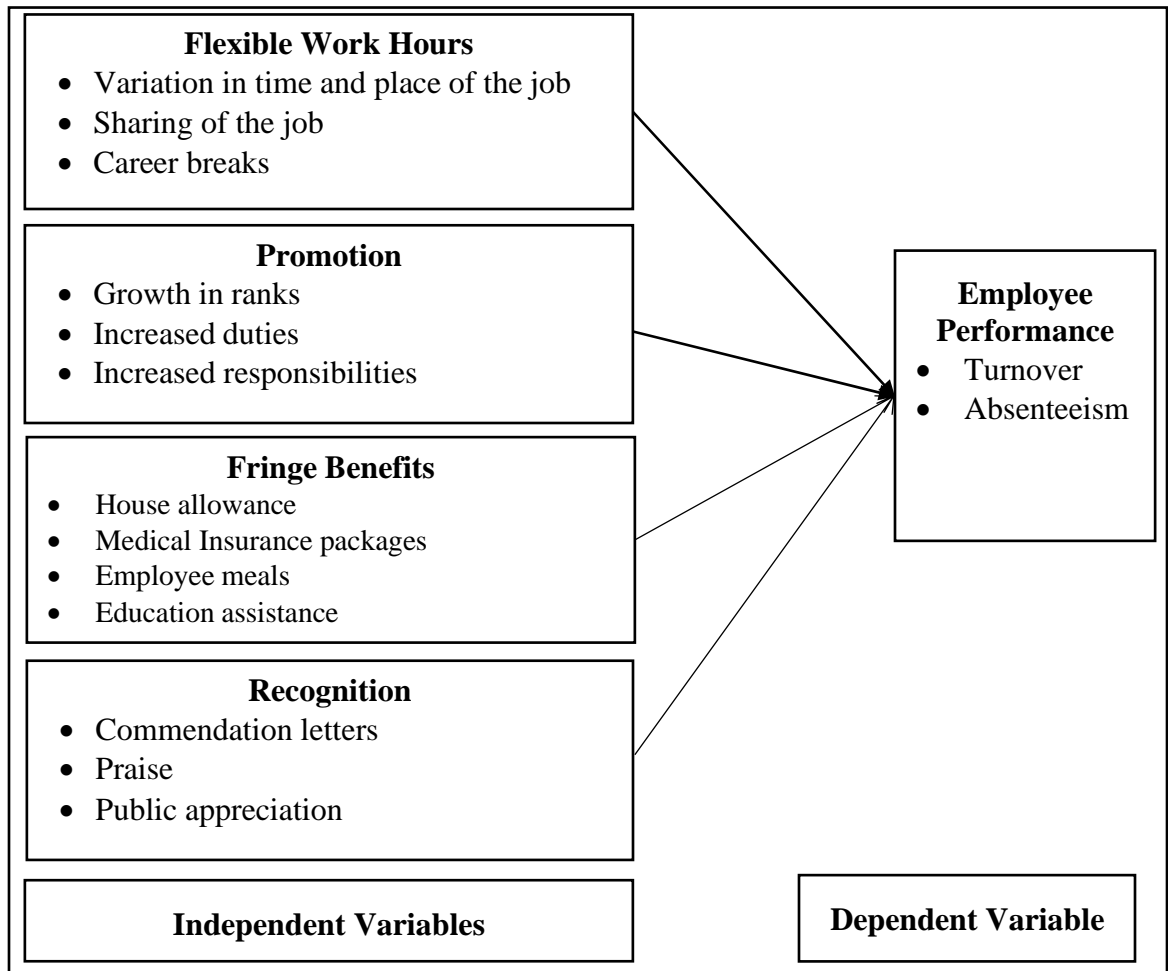 Flexible Work Hours
• Variation in time and place of the job
• Sharing of the job
• Career breaks
Promotion
• Growth in ranks
• Increased duties
• Increased responsibilities
Fringe Benefits
• House allowance
• Medical Insurance packages
• Employee meals
• Education assistance
Recognition
• Commendation letters
• Praise
• Public appreciation
Independent Variables
Employee
Performance
• Turnover
• Absenteeism
Dependent Variable